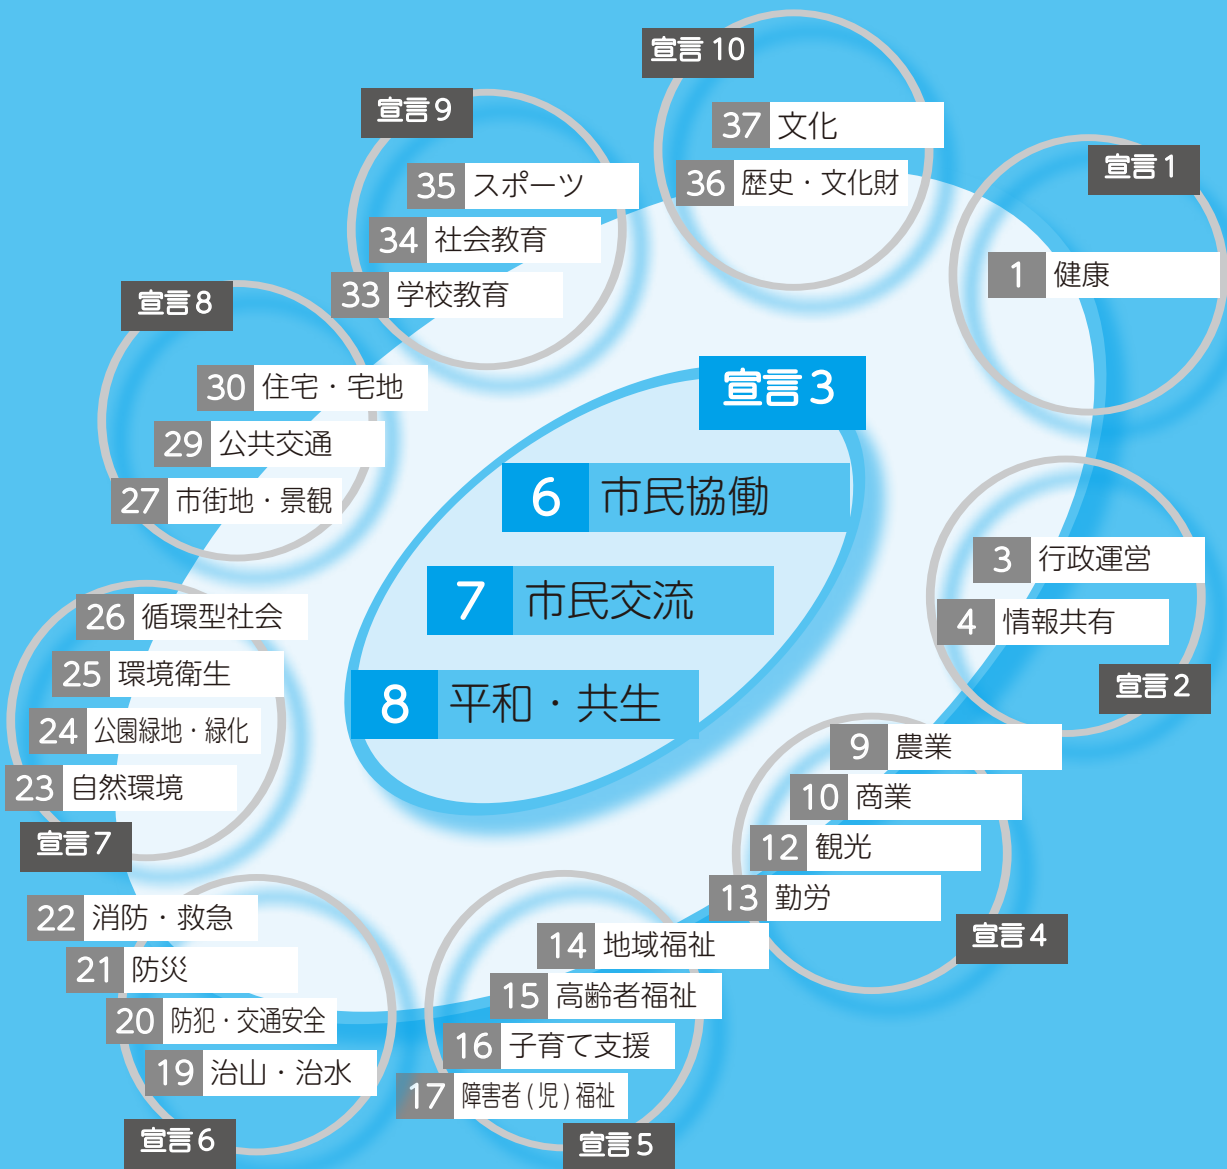 宣言 10
37 文化
36 歴史・文化財
宣言 9
35 スポーツ
34 社会教育
33 学校教育
宣言 1
1 健康
宣言 8
30 住宅・宅地
29 公共交通
27 市街地・景観
宣言 3
6 市民協働
7 市民交流
8 平和・共生
3 行政運営
4 情報共有
宣言 2
26 循環型社会
25 環境衛生
24 公園緑地・緑化
23 自然環境
宣言 7
9 農業
10 商業
12 観光
13 勤労
宣言 4
22 消防・救急
21 防災
20 防犯・交通安全
19 治山・治水
宣言 6
14 地域福祉
15 高齢者福祉
16 子育て支援
17 障害者(児)福祉
宣言 5